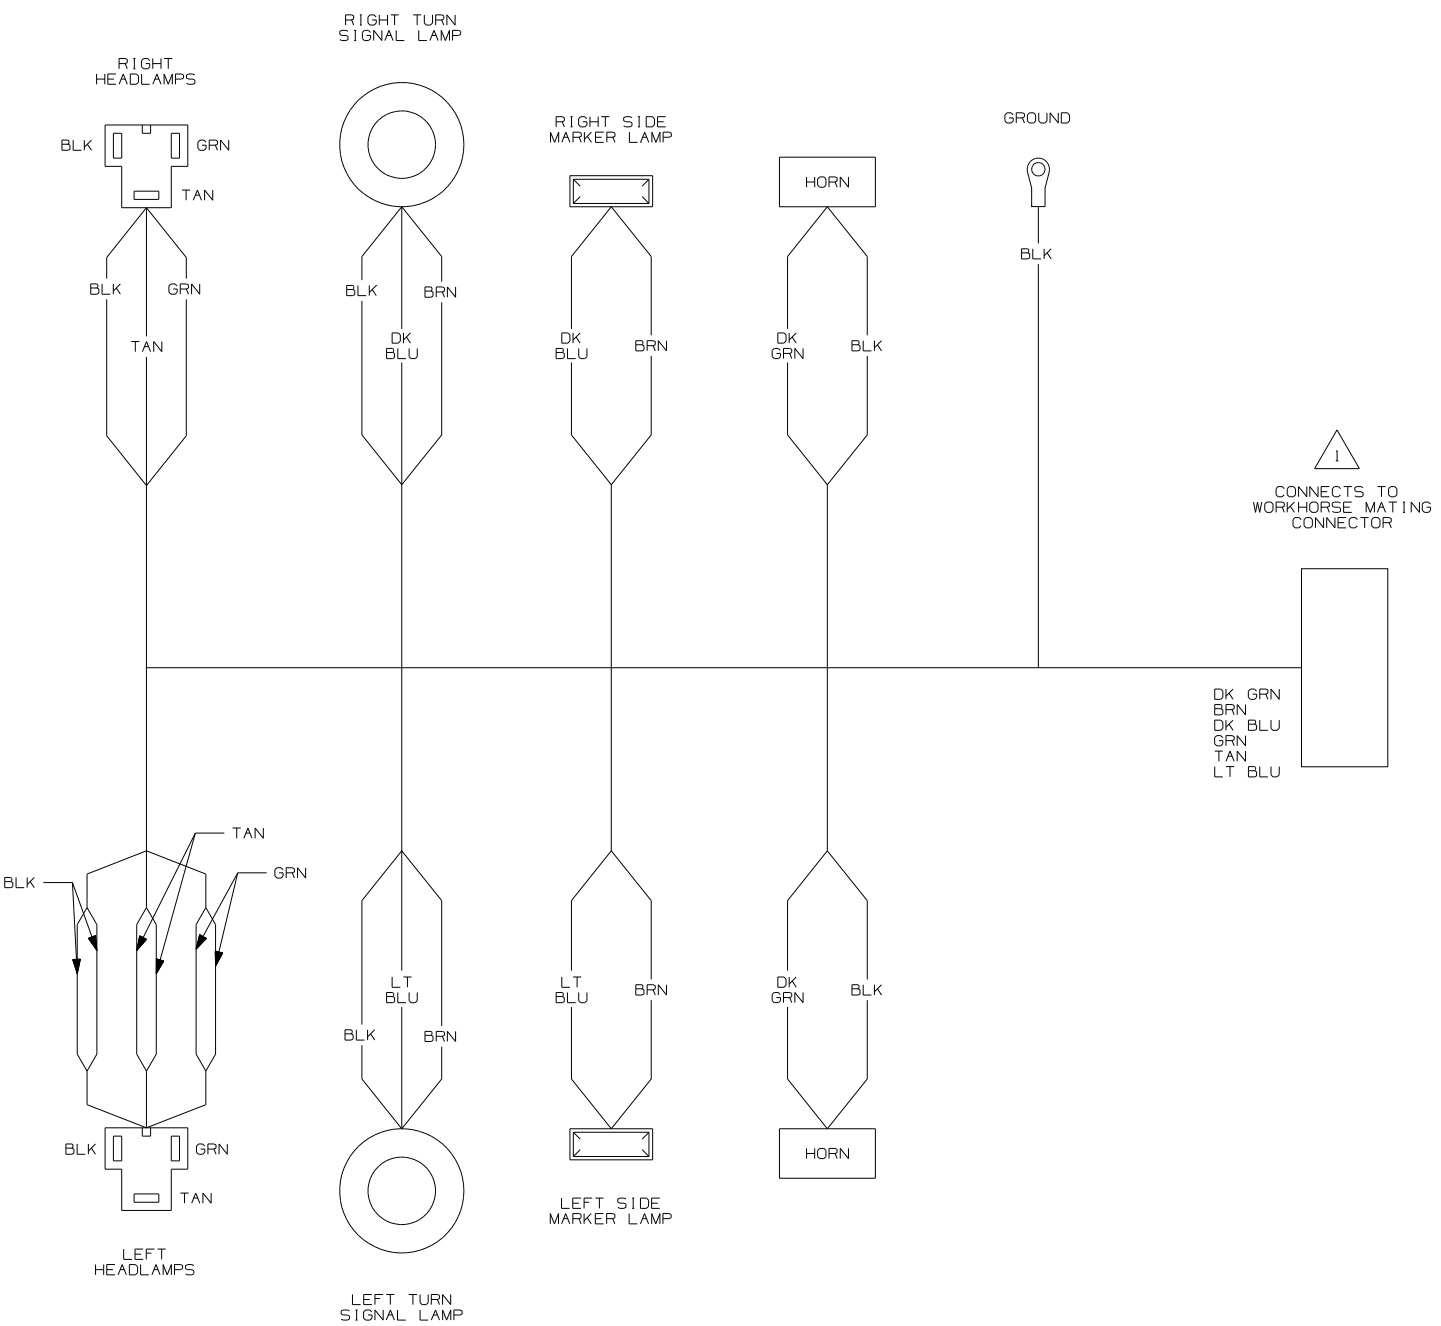 RIGHT TURN
SIGNAL LAMP
RIGHT
HEADLAMPS
BLK
GRN
TAN
RIGHT SIDE
MARKER LAMP
HORN
GROUND
BLK
BLK
GRN
TAN
BLK
BRN
DK
BLU
DK
BLU
BRN
DK
GRN
BLK
1
CONNECTS TO
WORKHORSE MATING
CONNECTOR
DK GRN
BRN
DK BLU
GRN
TAN
LT BLU
TAN
BLK
GRN
LT
BLU
BLK
BRN
LT
BLU
BRN
DK
GRN
BLK
BLK
GRN
TAN
LEFT
HEADLAMPS
LEFT TURN
SIGNAL LAMP
LEFT SIDE
MARKER LAMP
HORN